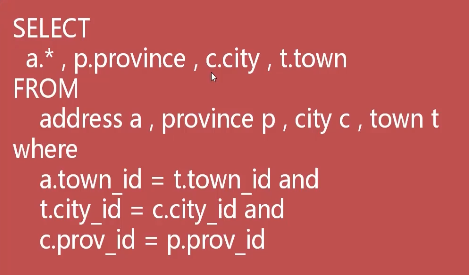 SELECT
a.* , p.province , c.city , t.town
FROM
address a , province p , city c , town t
where
a.town_id = t.town_id and
t.city_id = c.city_id and
c.prov_id = p.prov_id